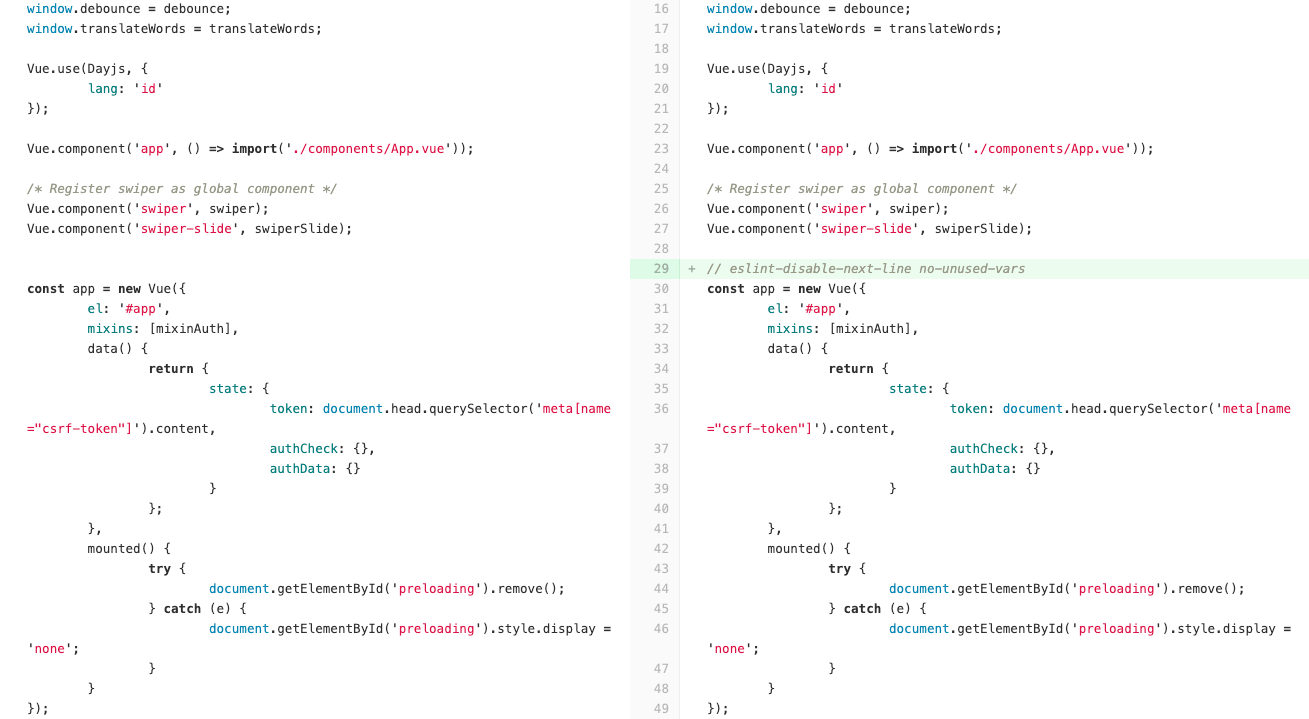 window.debounce = debounce;
window.translateWords = translateWords;
Vue.use(Dayjs, {
lang: 'id'
});
Vue.component('app', () => import('./components/App.vue'));
/* Register swiper as global component */
Vue.component('swiper', swiper);
Vue.component('swiper-slide', swiperSlide);
const app = new Vue({
el: '#app',
mixins: [mixinAuth],
data() {
return {
state: {
token: document.head.querySelector('meta[name
="csrf-token"]').content,
authCheck: {},
authData: {}
}
};
},
mounted() {
try {
document.getElementById('preloading').remove();
} catch (e) {
document.getElementById('preloading').style.display =
'none';
}
}
});
16 window.debounce = debounce;
17 window.translateWords = translateWords;
18
19 Vue.use(Dayjs, {
20 lang: 'id'
21 });
22
23 Vue.component('app', () => import('./components/App.vue'));
24
25 /* Register swiper as global component */
26 Vue.component('swiper', swiper);
27 Vue.component('swiper-slide', swiperSlide);
28
29 + // eslint-disable-next-line no-unused-vars
30 const app = new Vue({
31 el: '#app',
32 mixins: [mixinAuth],
33 data() {
34 return {
35 state: {
36 token: document.head.querySelector('meta[name
="csrf-token"]').content,
37 authCheck: {},
38 authData: {}
39 }
40 };
41 },
42 mounted() {
43 try {
44 document.getElementById('preloading').remove();
45 } catch (e) {
46 document.getElementById('preloading').style.display =
'none';
47 }
48 }
49 });